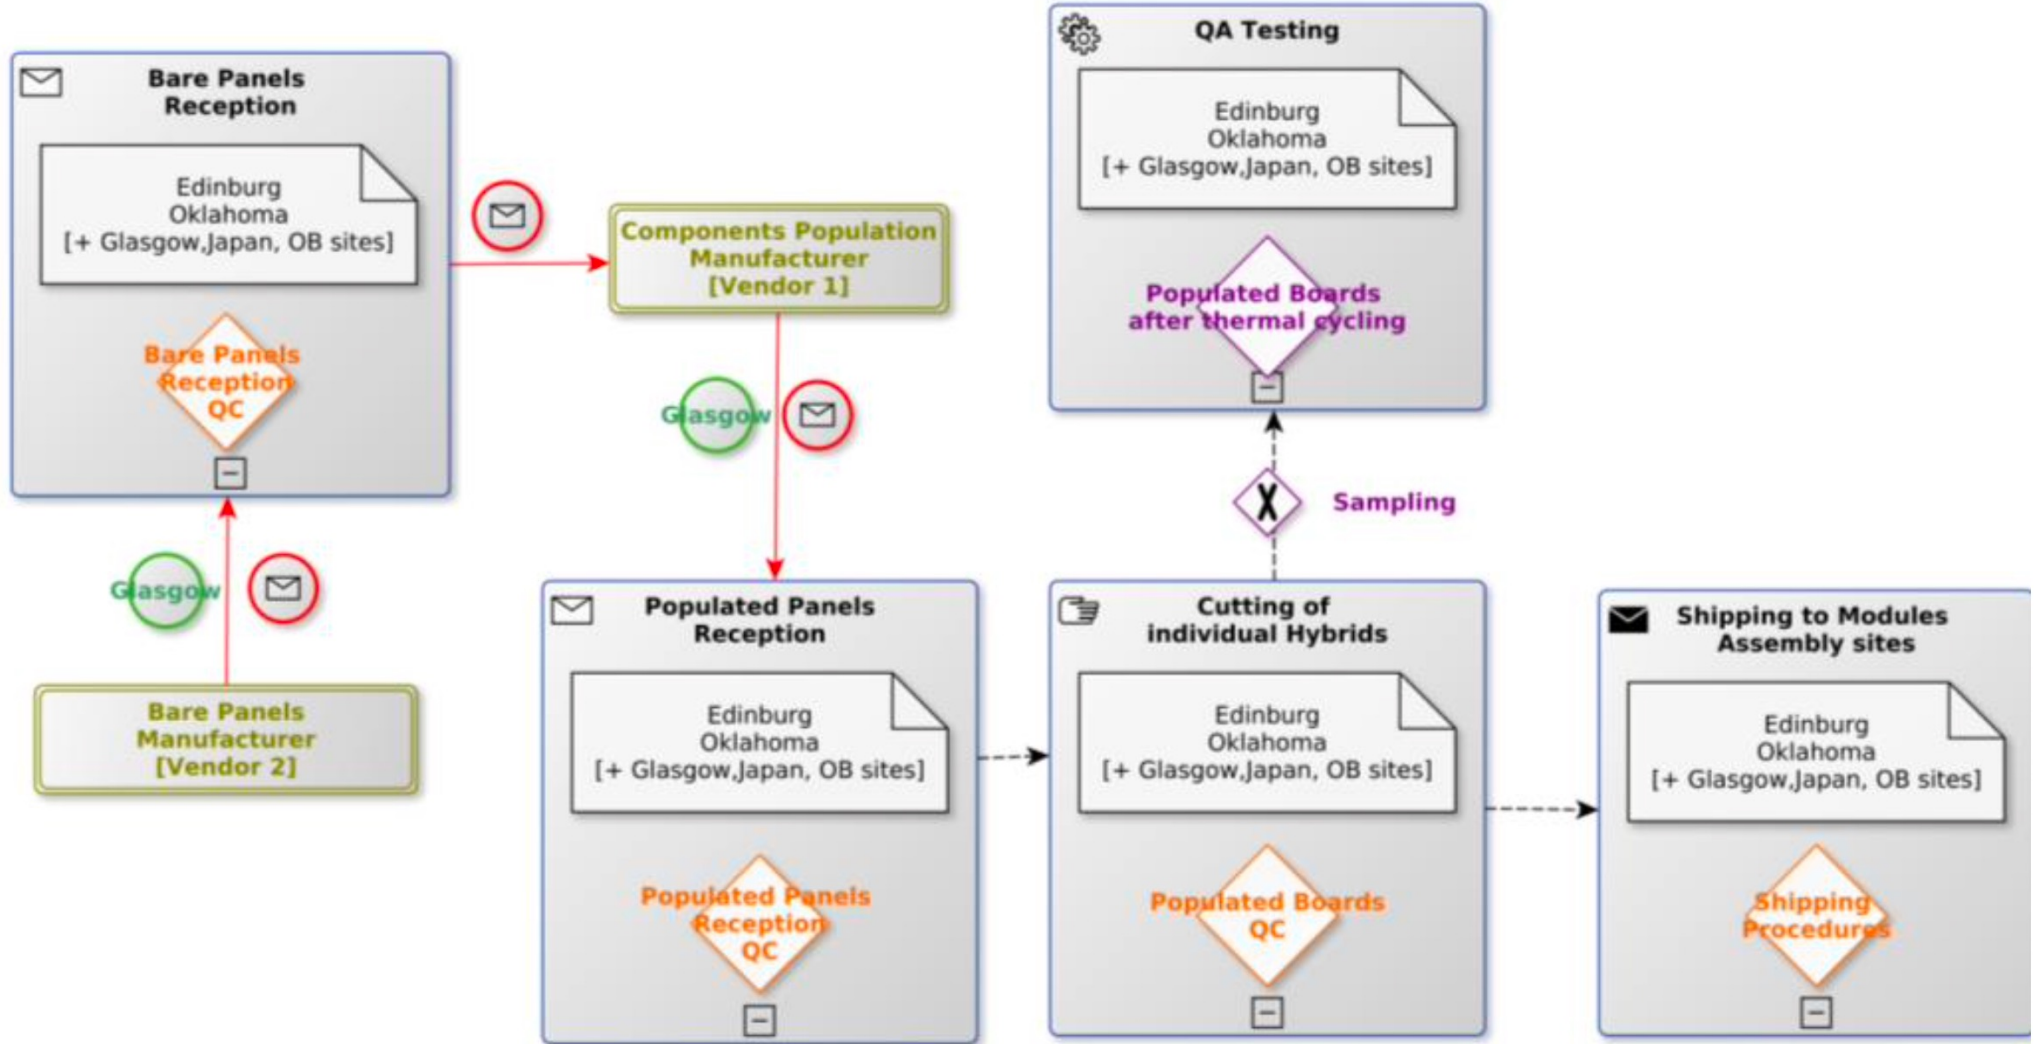 Bare Panels
Reception
Edinburg
Oklahoma
[+ Glasgow,Japan, OB sites]
Bare Panels
Reception
QC
Glasgow
Bare Panels
Manufacturer
[Vendor 2]
Components Population
Manufacturer
[Vendor 1]
Glasgow
Populated Panels
Reception
Edinburg
Oklahoma
[+ Glasgow,Japan, OB sites]
Populated Panels
Reception
QC
QA Testing
Edinburg
Oklahoma
[+ Glasgow,Japan, OB sites]
Populated Boards
after thermal cycling
X
Sampling
Cutting of
individual Hybrids
Edinburg
Oklahoma
[+ Glasgow,Japan, OB sites]
Populated Boards
QC
Shipping to Modules
Assembly sites
Edinburg
Oklahoma
[+ Glasgow,Japan, OB sites]
Shipping
Procedures